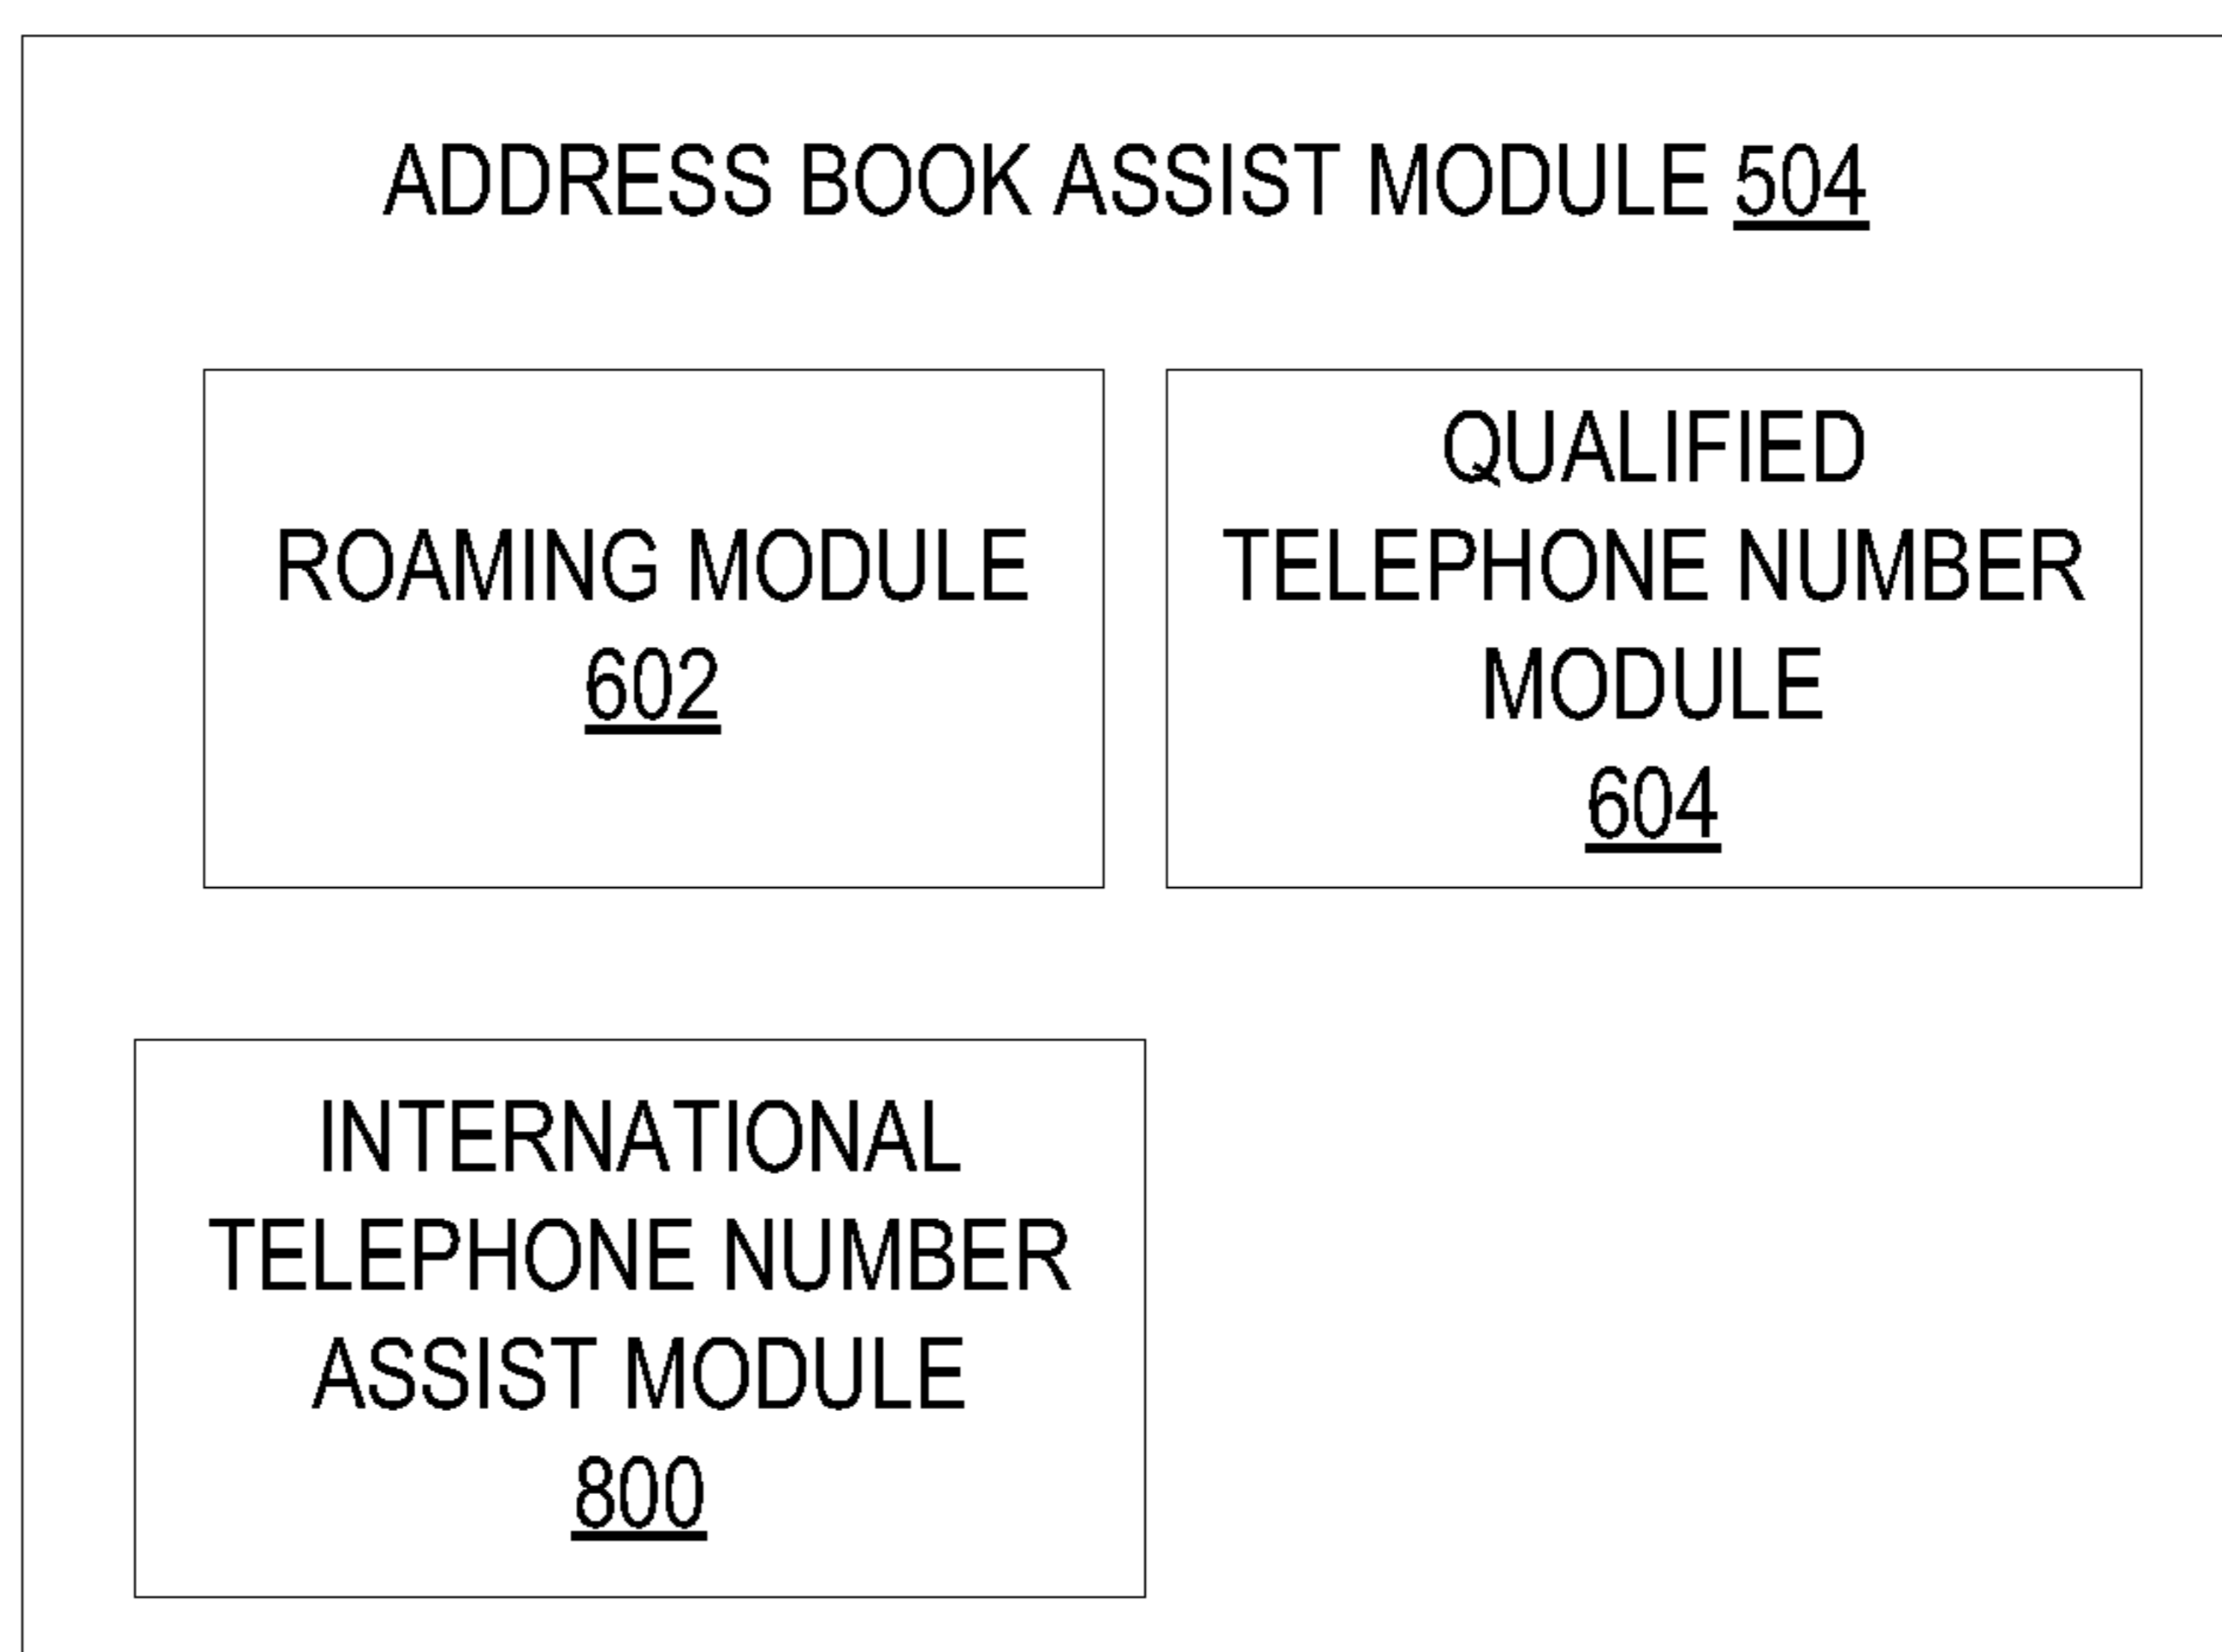 ADDRESS BOOK ASSIST MODULE 504
ROAMING MODULE
602
QUALIFIED
TELEPHONE NUMBER
MODULE
604
INTERNATIONAL
TELEPHONE NUMBER
ASSIST MODULE
800